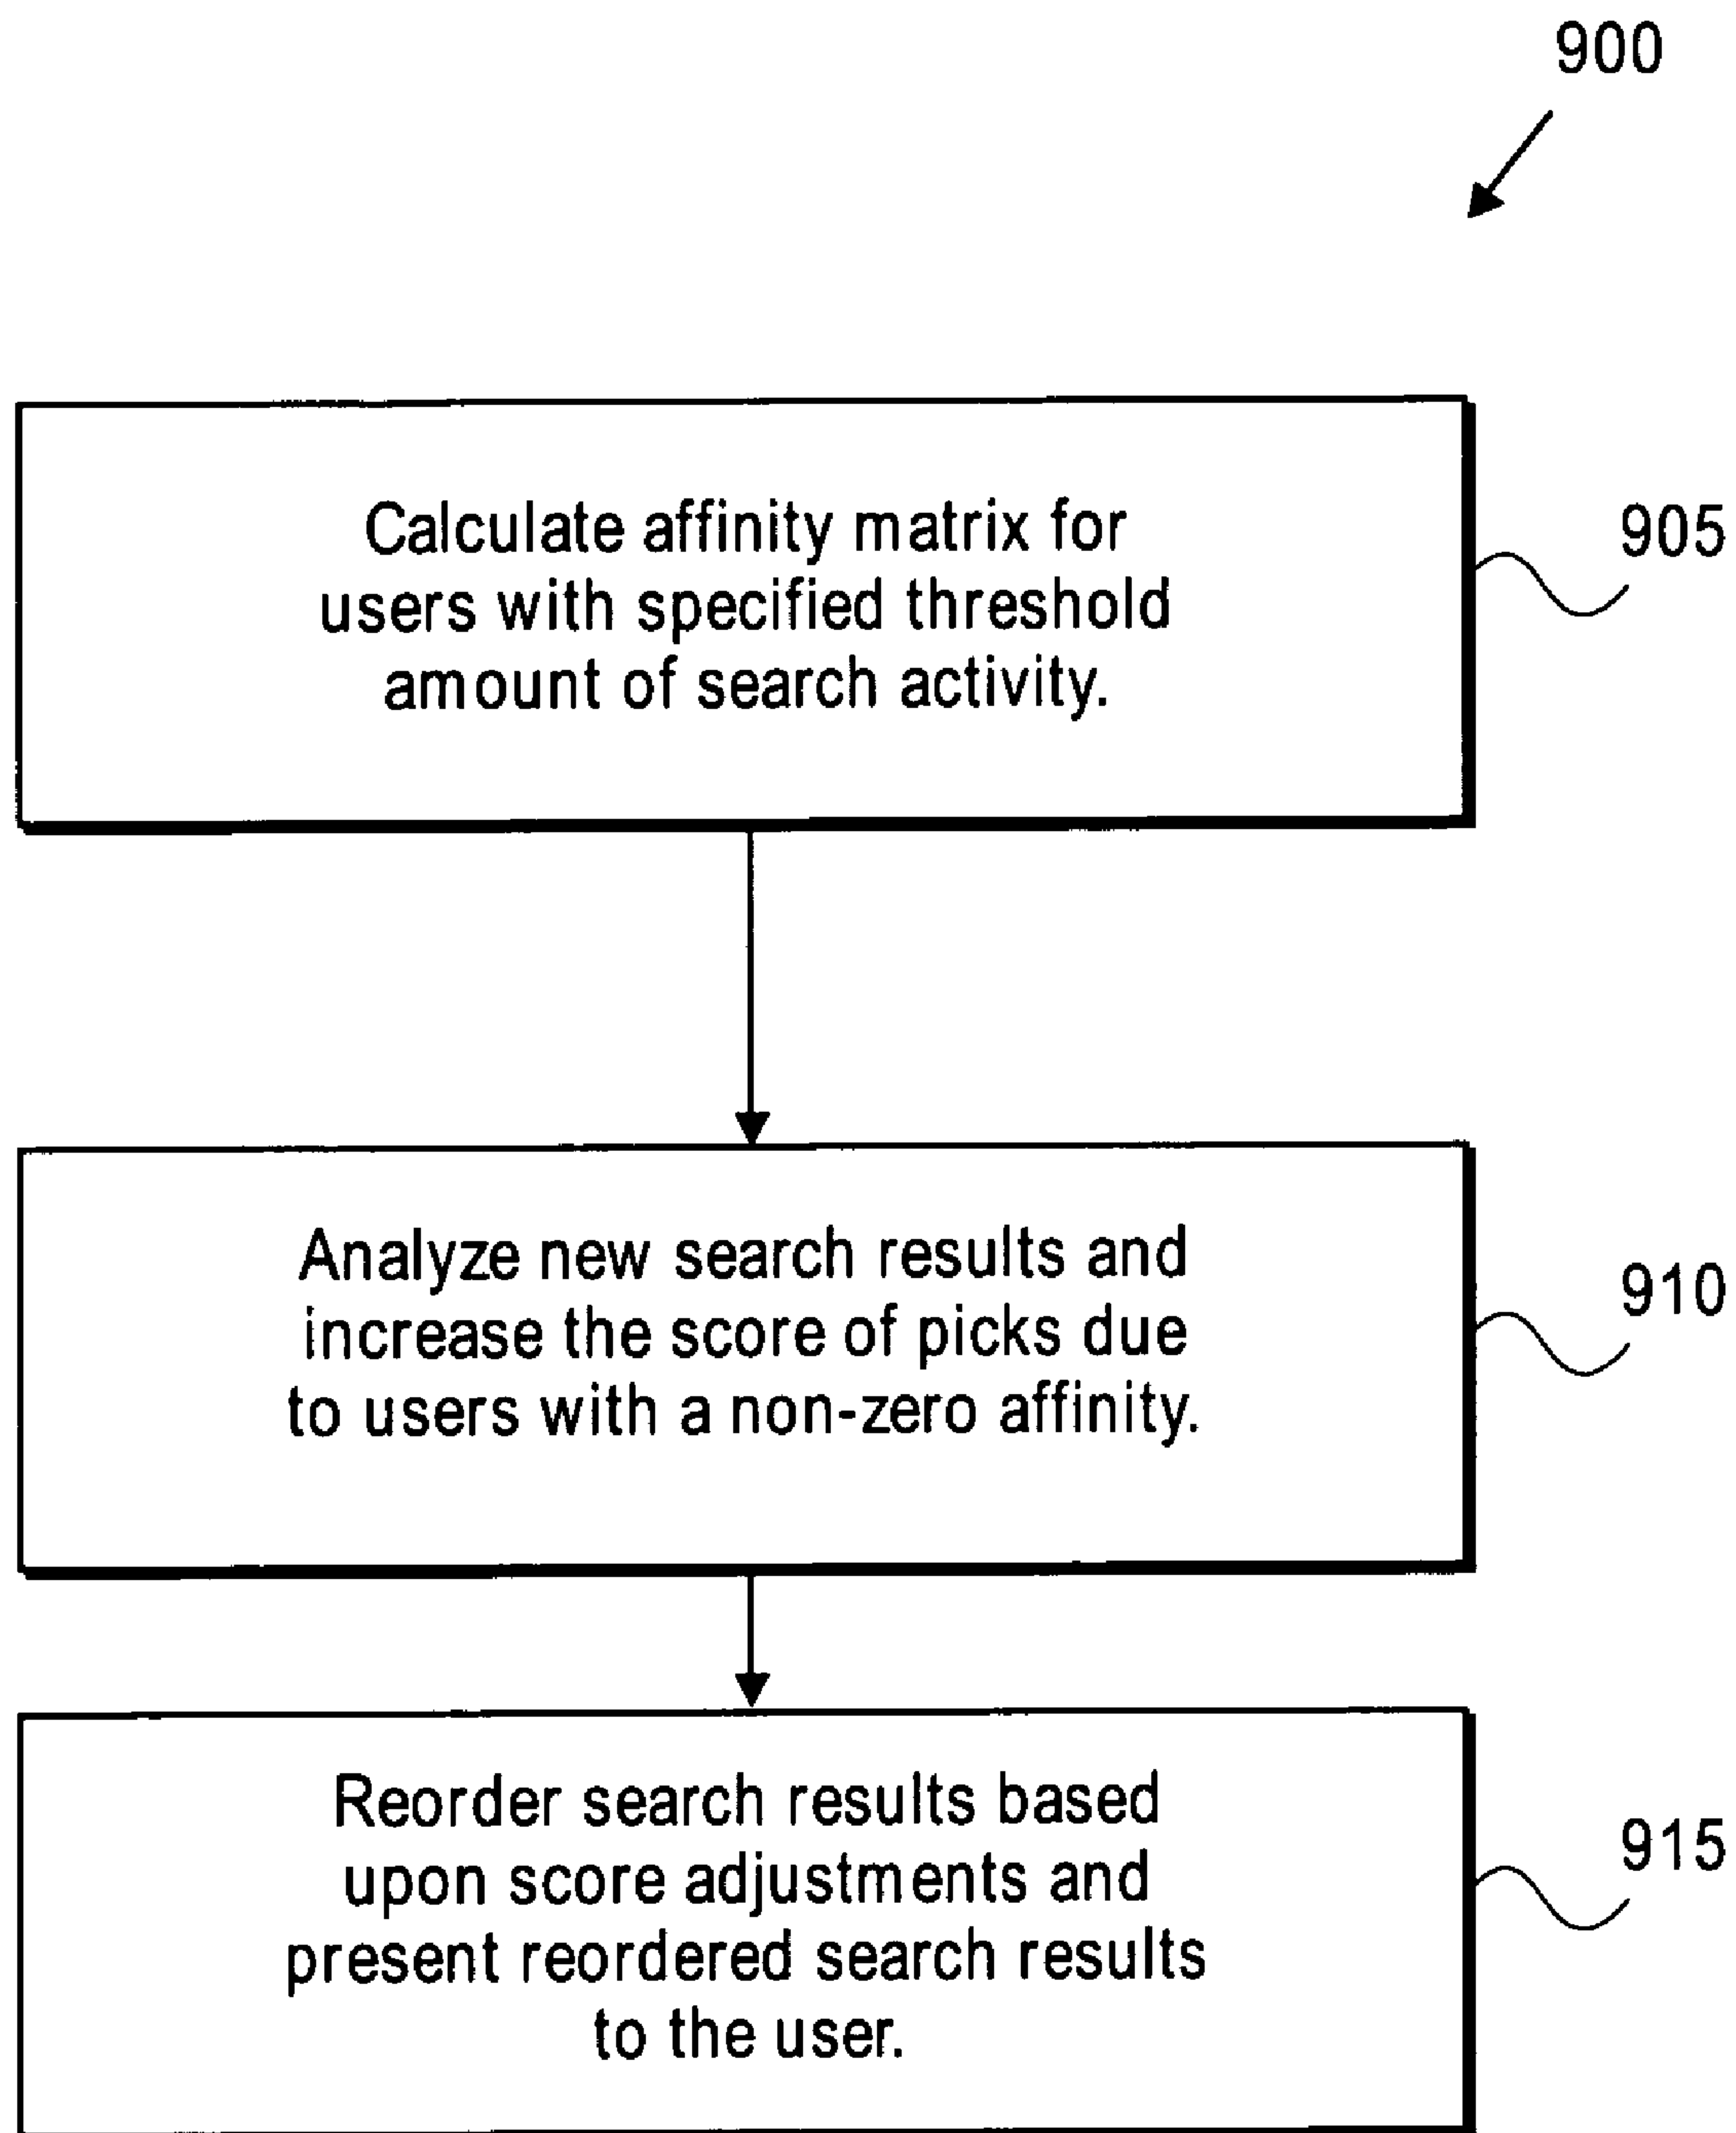 900
Calculate affinity matrix for
users with specified threshold
amount of search activity.
905
Analyze new search results and
increase the score of picks due
to users with a non-zero affinity.
910
Reorder search results based
upon score adjustments and
present reordered search results
to the user.
915